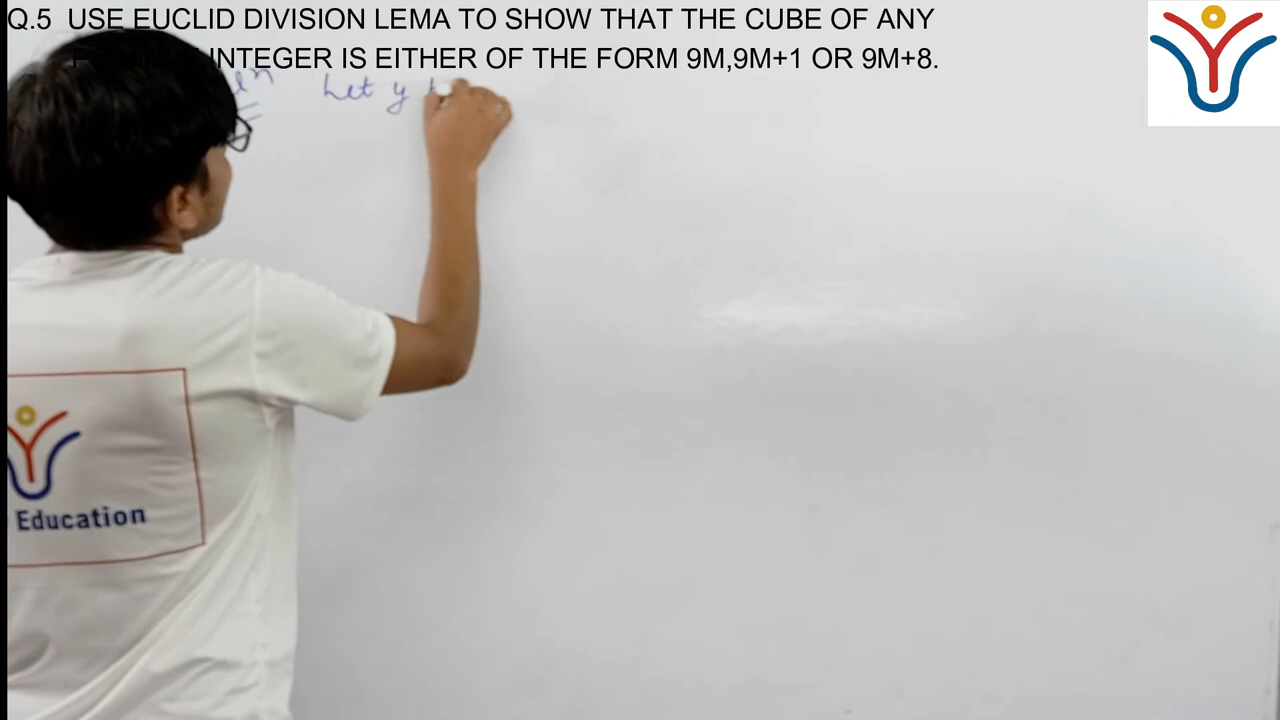 Q.5 USE EUCLID DIVISION LEMA TO SHOW THAT THE CUBE OF ANY
INTEGER IS EITHER OF THE FORM 9M,9M+1 OR 9M+8.
Let y
Education